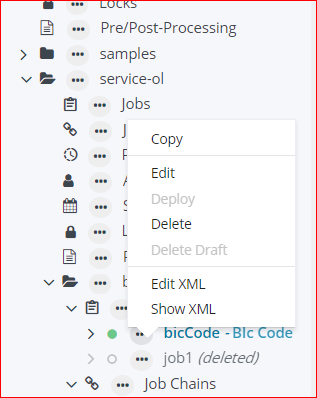 Locks
Pre/Post-Processing
samples
service-ol
Jobs
J
Copy
Edit
Deploy
Delete
Delete Draft
Edit XML
Show XML
bicCode - BIc Code
job1 (deleted)
Job Chains